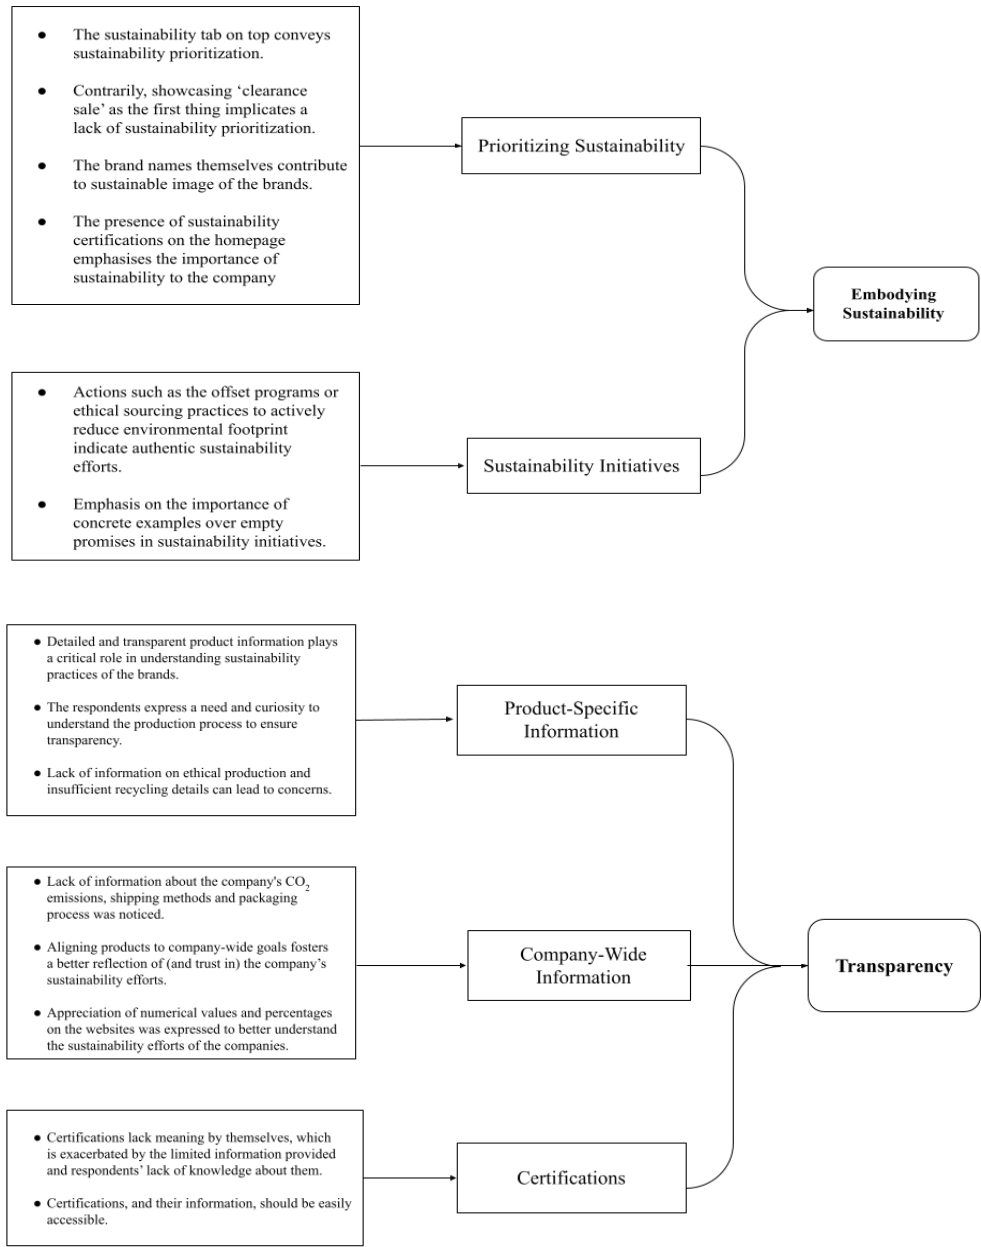 ● The sustainability tab on top conveys
sustainability prioritization.
● Contrarily, showcasing ‘clearance
sale’ as the first thing implicates a
lack of sustainability prioritization.
● The brand names themselves contribute
to sustainable image of the brands.
● The presence of sustainability
certifications on the homepage
emphasises the importance of
sustainability to the company
Prioritizing Sustainability
Embodying
Sustainability
● Actions such as the offset programs or
ethical sourcing practices to actively
reduce environmental footprint
indicate authentic sustainability
efforts.
● Emphasis on the importance of
concrete examples over empty
promises in sustainability initiatives.
Sustainability Initiatives
● Detailed and transparent product information plays
a critical role in understanding sustainability
practices of the brands.
● The respondents express a need and curiosity to
understand the production process to ensure
transparency.
● Lack of information on ethical production and
insufficient recycling details can lead to concerns.
Product-Specific
Information
● Lack of information about the company's CO₂
emissions, shipping methods and packaging
process was noticed.
● Aligning products to company-wide goals fosters
a better reflection of (and trust in) the company’s
sustainability efforts.
● Appreciation of numerical values and percentages
on the websites was expressed to better understand
the sustainability efforts of the companies.
Company-Wide
Information
Transparency
● Certifications lack meaning by themselves, which
is exacerbated by the limited information provided
and respondents’ lack of knowledge about them.
● Certifications, and their information, should be easily
accessible.
Certifications